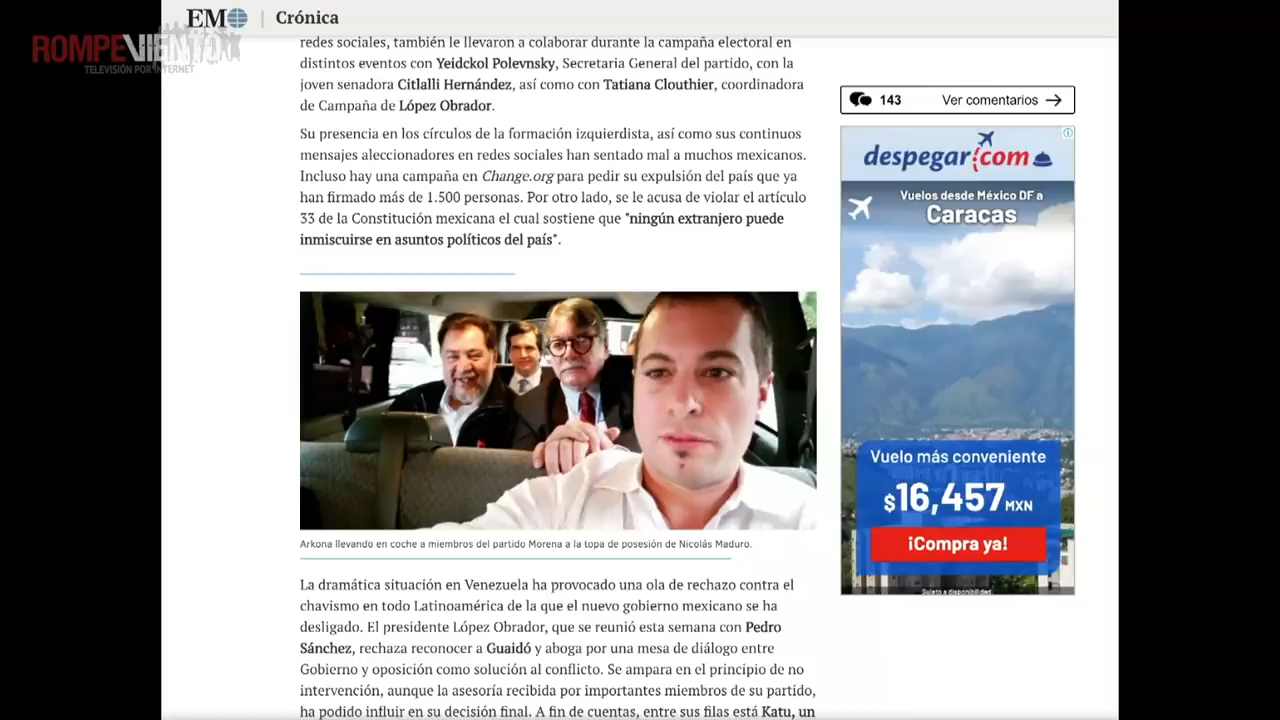 EM
Crónica
ROMPEVIENTO
TELEVISIÓN POR INTERNET
redes sociales, también le llevaron a colaborar durante la campaña electoral en
distintos eventos con Yeidckol Polevnsky, Secretaria General del partido, con la
joven senadora Citlalli Hernández, así como con Tatiana Clouthier, coordinadora
de Campaña de López Obrador.
Su presencia en los círculos de la formación izquierdista, así como sus continuos
mensajes aleccionadores en redes sociales han sentado mal a muchos mexicanos.
Incluso hay una campaña en Change.org para pedir su expulsión del país que ya
han firmado más de 1.500 personas. Por otro lado, se le acusa de violar el artículo
33 de la Constitución mexicana el cual sostiene que "ningún extranjero puede
inmiscuirse en asuntos políticos del país".
Arkona llevando en coche a miembros del partido Morena a la topa de posesión de Nicolás Maduro.
La dramática situación en Venezuela ha provocado una ola de rechazo contra el
chavismo en todo Latinoamérica de la que el nuevo gobierno mexicano se ha
desligado. El presidente López Obrador, que se reunió esta semana con Pedro
Sánchez, rechaza reconocer a Guaidó y aboga por una mesa de diálogo entre
Gobierno y oposición como solución al conflicto. Se ampara en el principio de no
intervención, aunque la asesoría recibida por importantes miembros de su partido,
ha podido influir en su decisión final. A fin de cuentas, entre sus filas está Katu, un
143 Ver comentarios
despegar.com
Vuelos desde México DF a
Caracas
Vuelo más conveniente
$16,457 MXN
¡Compra ya!
Sujeto a disponibilidad.